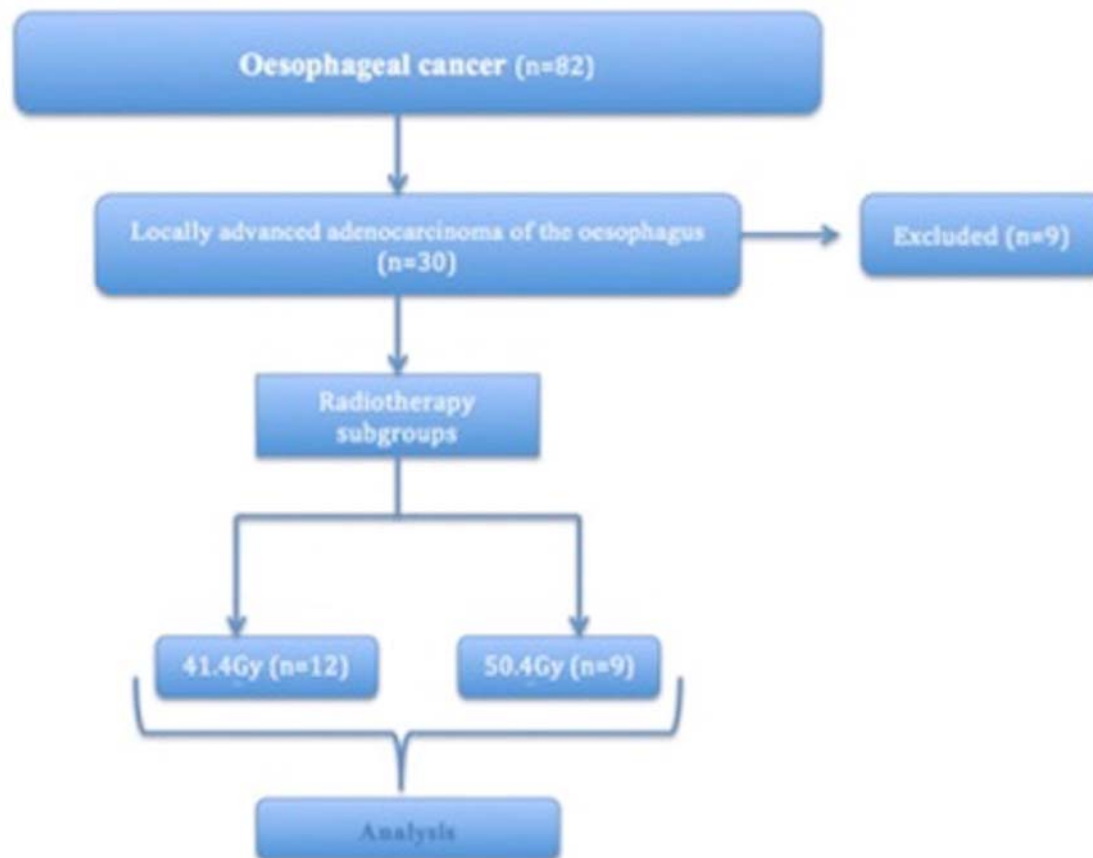 Oesophageal cancer (n=82)
Locally advanced adenocarcinoma of the oesophagus
(n=30)
Excluded (n=9)
Radiotherapy
subgroups
41.4Gy (n=12)
50.4Gy (n=9)
Analysis